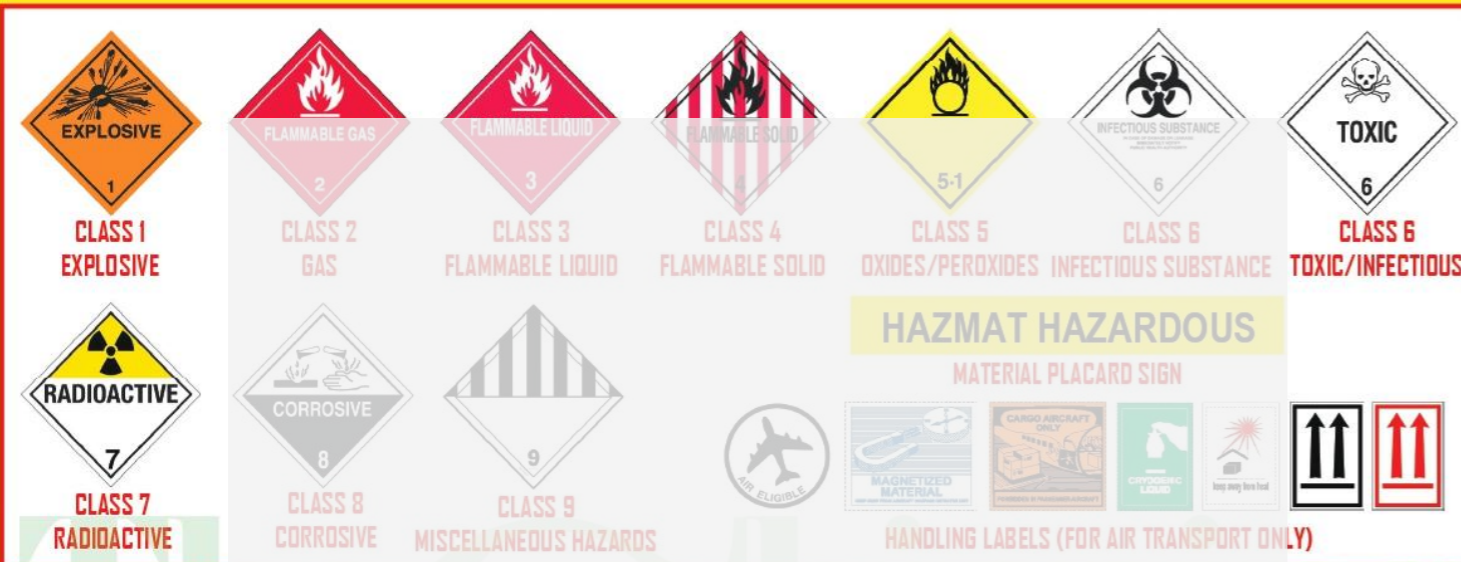 EXPLOSIVE
1
CLASS 1
EXPLOSIVE
FLAMMABLE GAS
2
CLASS 2
GAS
FLAMMABLE LIQUID
3
CLASS 3
FLAMMABLE LIQUID
FLAMMABLE SOLID
4
CLASS 4
FLAMMABLE SOLID
5·1
CLASS 5
OXIDES/PEROXIDES
INFECTIOUS SUBSTANCE
6
CLASS 6
INFECTIOUS SUBSTANCE
TOXIC
6
CLASS 6
TOXIC/INFECTIOUS
RADIOACTIVE
7
CLASS 7
RADIOACTIVE
CORROSIVE
8
CLASS 8
CORROSIVE
9
CLASS 9
MISCELLANEOUS HAZARDS
HAZMAT HAZARDOUS
MATERIAL PLACARD SIGN
AIR ELIGIBLE
MAGNETIZED
MATERIAL
CARGO AIRCRAFT
ONLY
CRYOGENIC
LIQUID
keep away from heat
HANDLING LABELS (FOR AIR TRANSPORT ONLY)